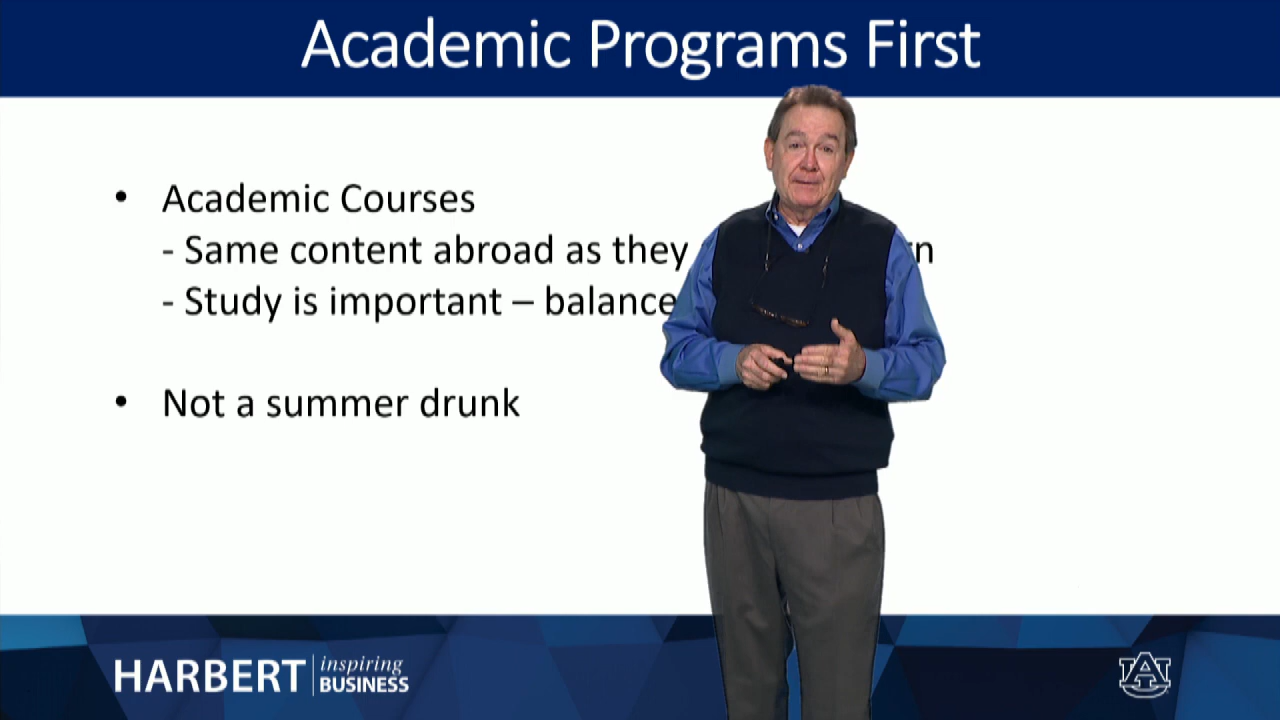 Academic Programs First
• Academic Courses
- Same content abroad as they
- Study is important – balance
• Not a summer drunk
HARBERT inspiring
BUSINESS
AU